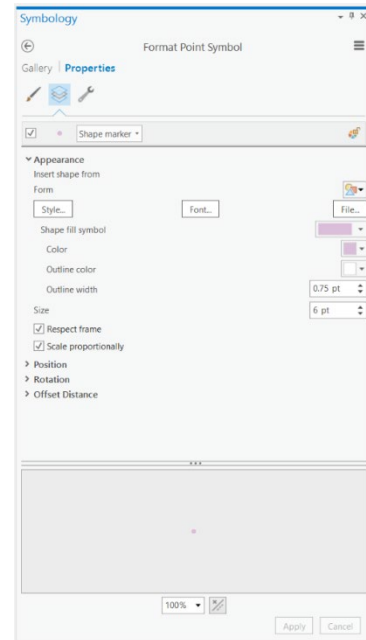 Symbology
Format Point Symbol
Gallery | Properties
Shape marker
Appearance
Insert shape from
Form
Style... Font... File...
Shape fill symbol
Color
Outline color
Outline width 0.75 pt
Size 6 pt
Respect frame
Scale proportionally
Position
Rotation
Offset Distance
100%
Apply Cancel